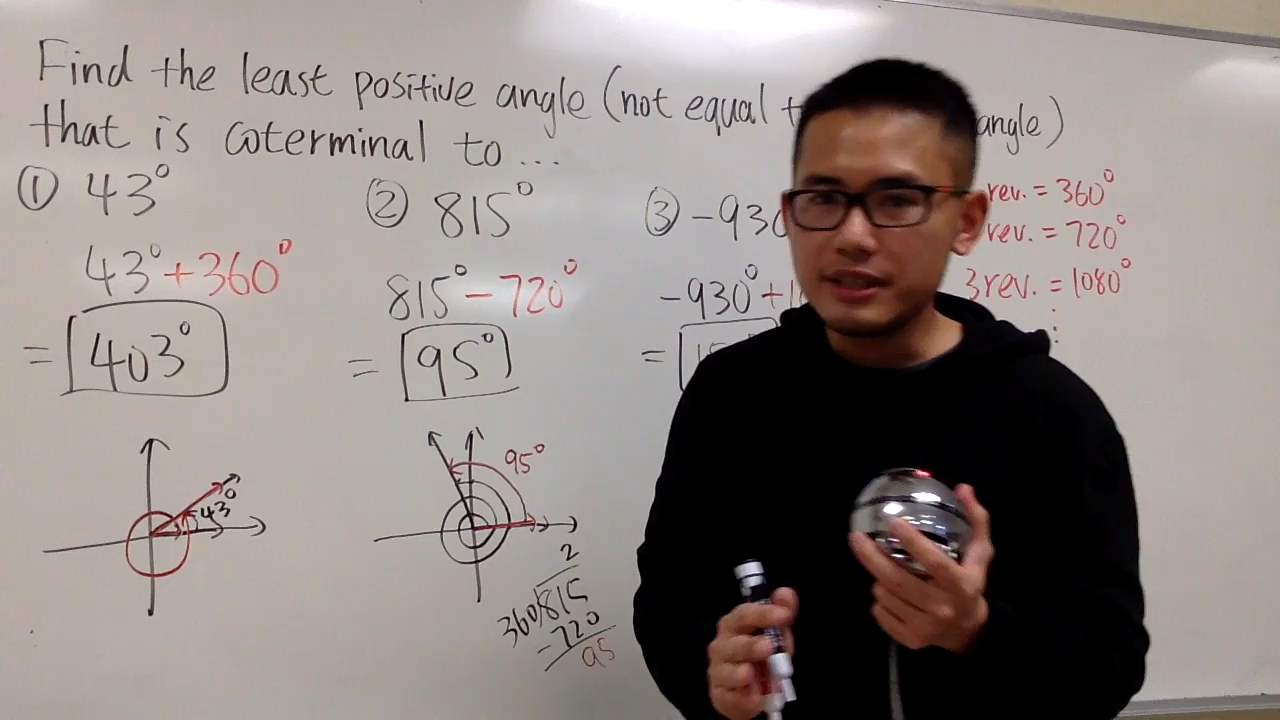 Find the least positive angle (not equal t angle)
that is coterminal to ...
① 43°
43° + 360°
= 403°
43°
② 815°
815° - 720°
= 95°
95°
2
360 815
- 720
95
③ -930
-930° + 1
= 15
rev. = 360°
rev. = 720°
3 rev. = 1080°
⋮